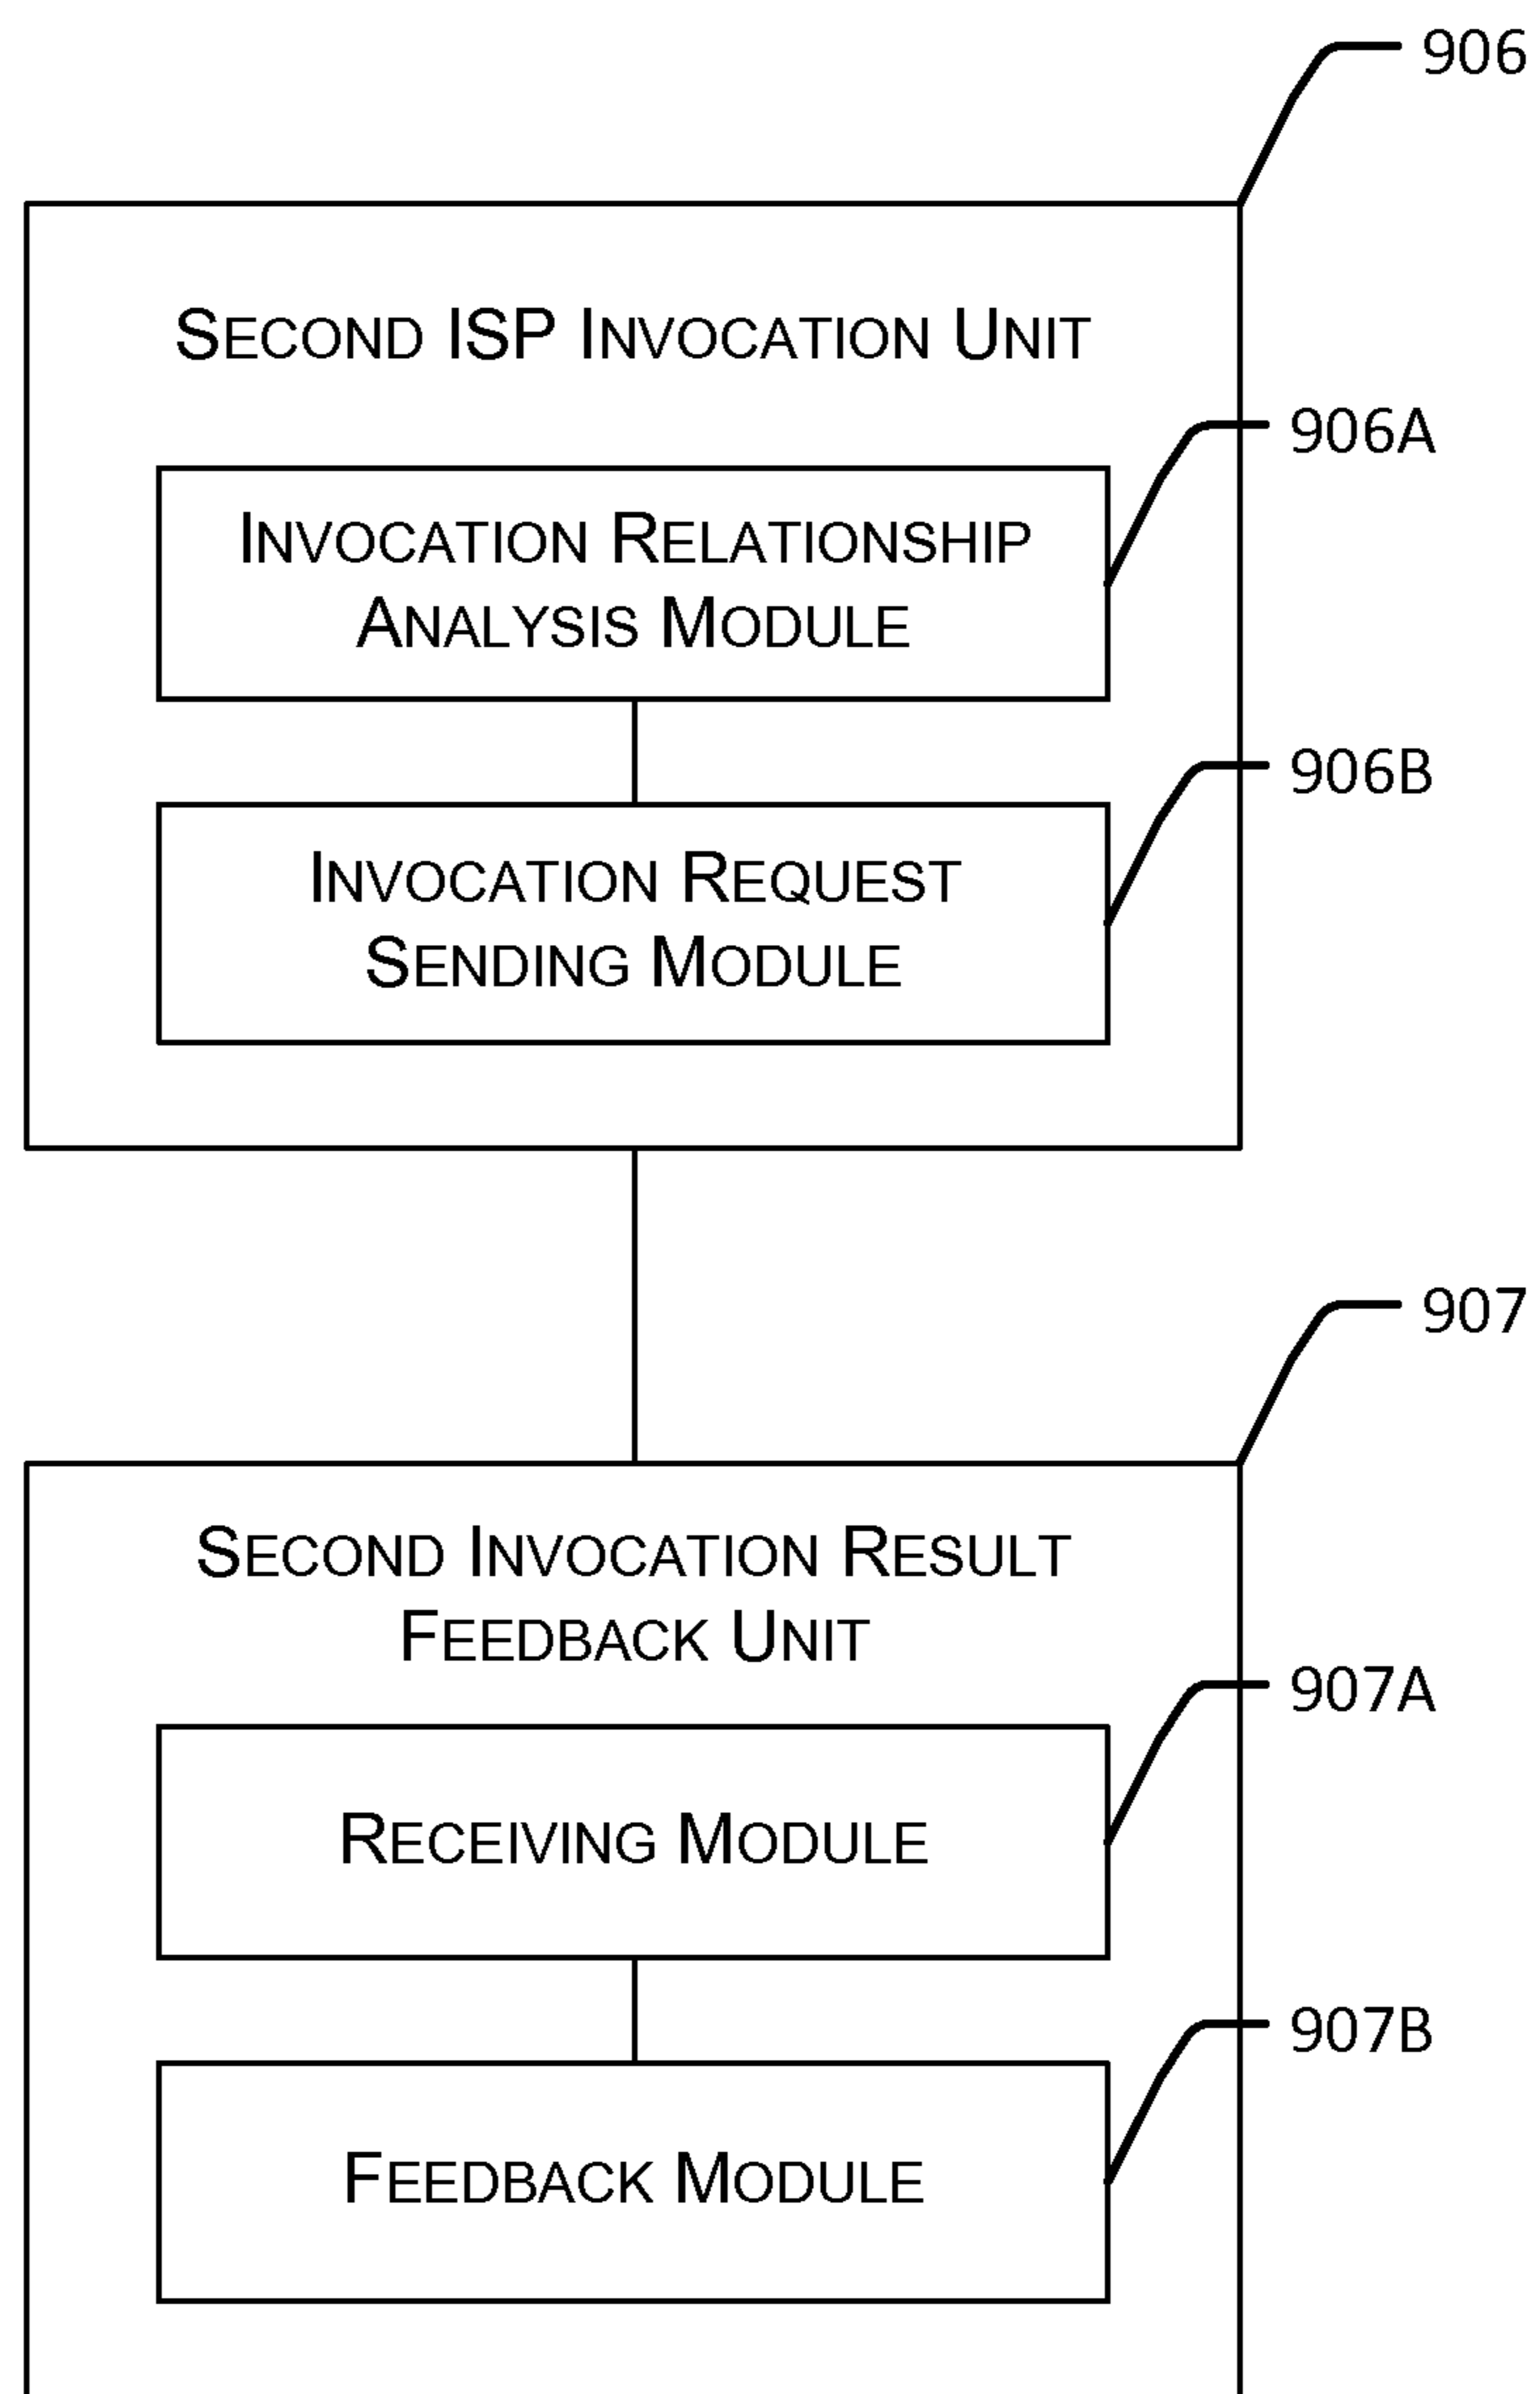 906
SECOND ISP INVOCATION UNIT
906A
INVOCATION RELATIONSHIP
ANALYSIS MODULE
906B
INVOCATION REQUEST
SENDING MODULE
907
SECOND INVOCATION RESULT
FEEDBACK UNIT
907A
RECEIVING MODULE
907B
FEEDBACK MODULE